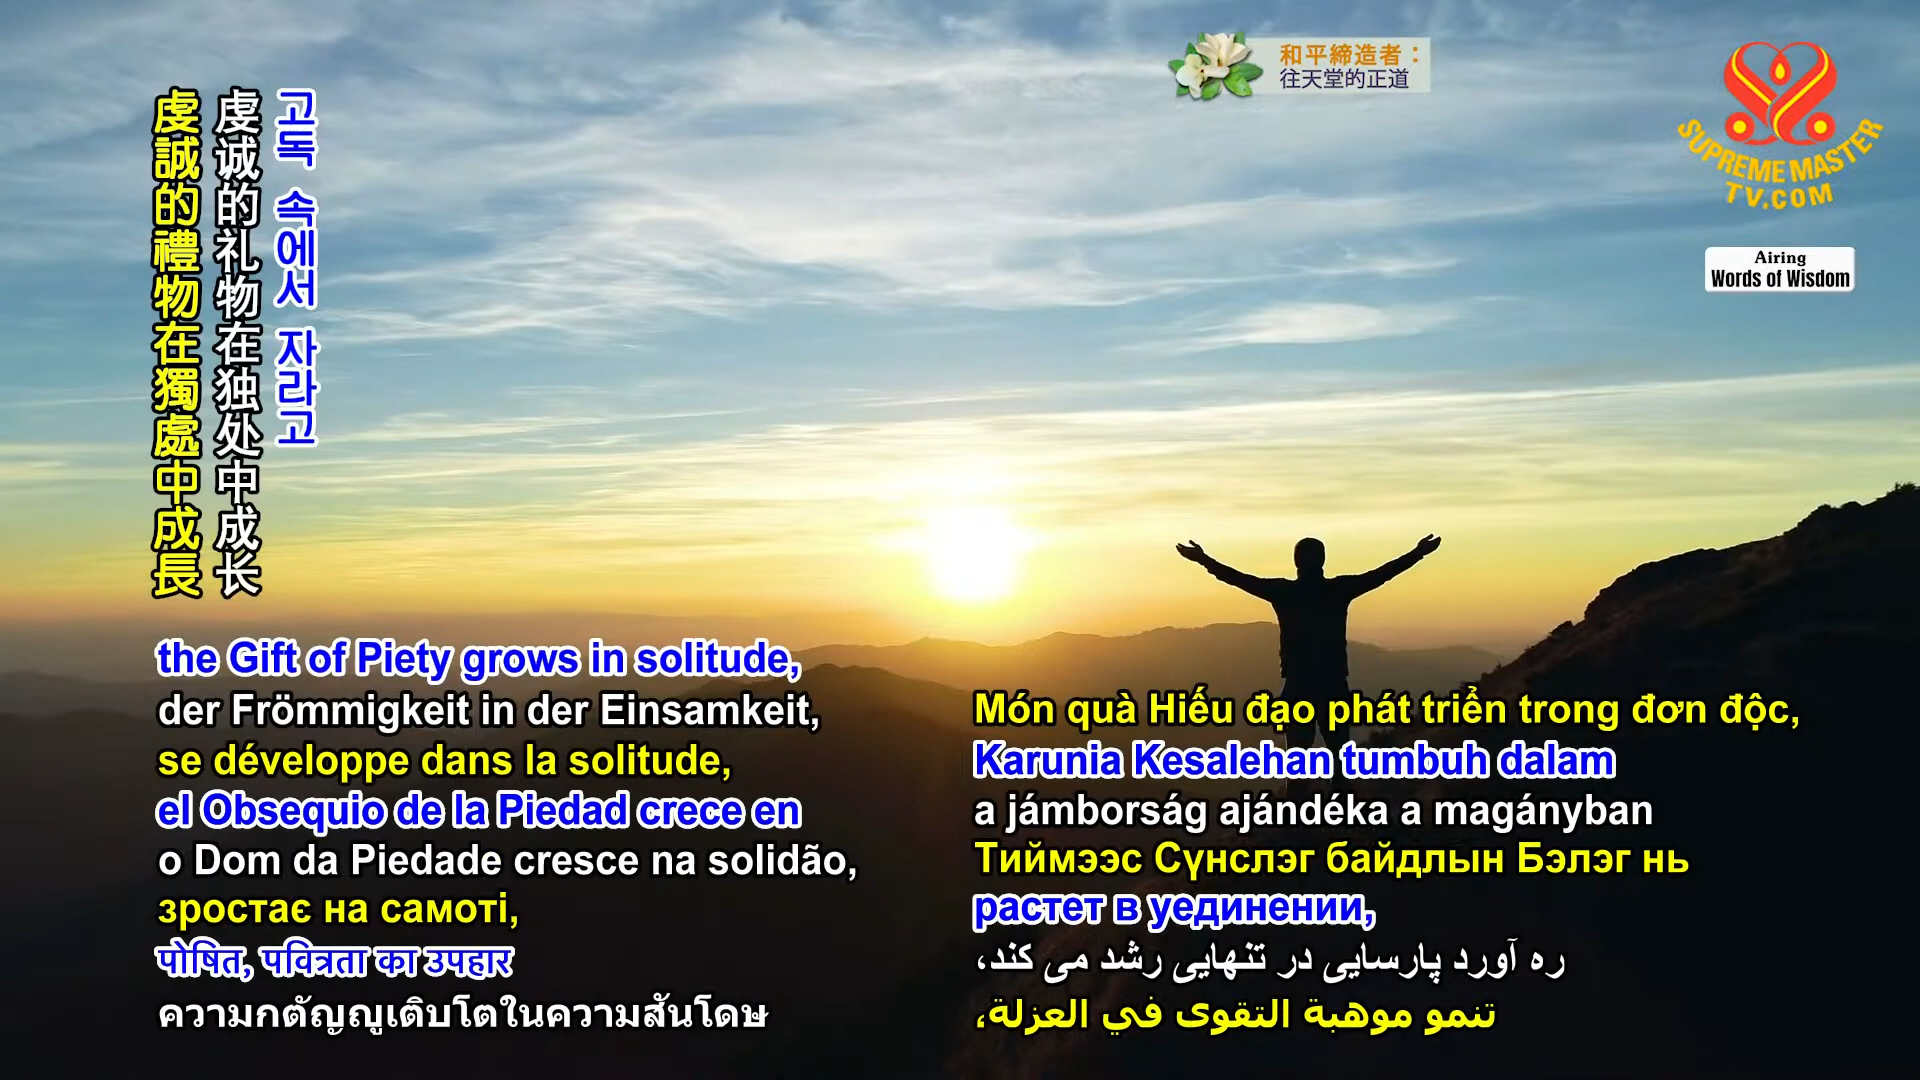 和平締造者：
往天堂的正道
SUPREME MASTER
TV.COM
Airing
Words of Wisdom
고독 속에서 자라고
虔诚的礼物在独处中成长
虔誠的禮物在獨處中成長
the Gift of Piety grows in solitude,
der Frömmigkeit in der Einsamkeit,
se développe dans la solitude,
el Obsequio de la Piedad crece en
o Dom da Piedade cresce na solidão,
зростає на самоті,
पोषित, पवित्रता का उपहार
ความกตัญญูเติบโตในความสันโดษ
Món quà Hiếu đạo phát triển trong đơn độc,
Karunia Kesalehan tumbuh dalam
a jámborság ajándéka a magányban
Тиймээс Сүнслэг байдлын Бэлэг нь
растет в уединении,
ره آورد پارسایی در تنهایی رشد می کند،
تنمو موهبة التقوى في العزلة،